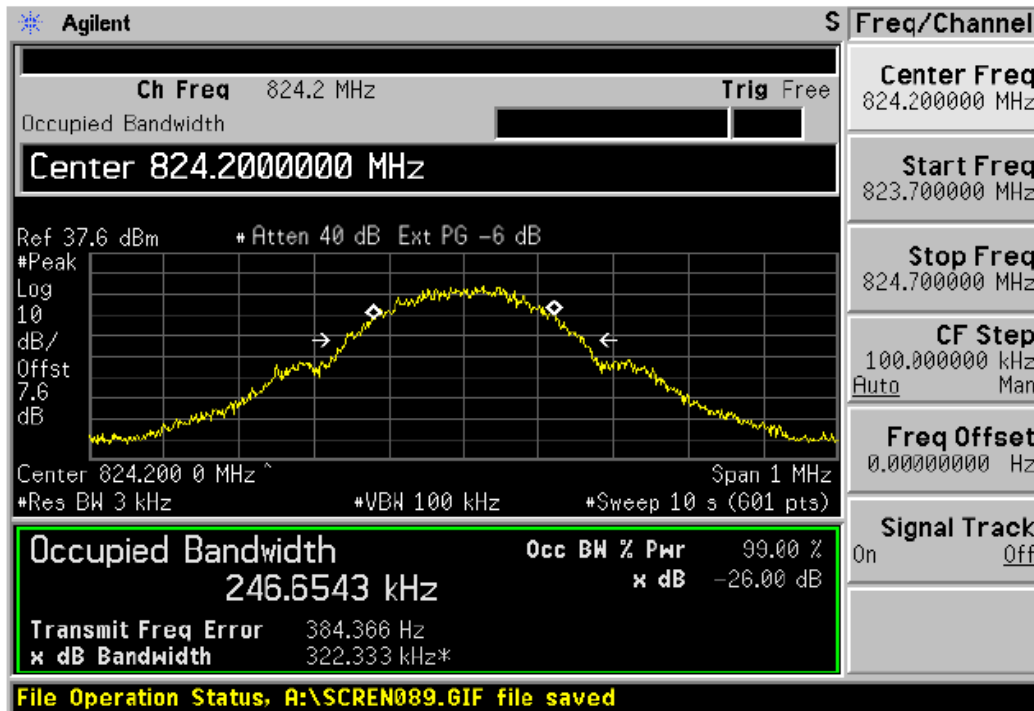 Agilent S Freq/Channel
Ch Freq 824.2 MHz Trig Free
Occupied Bandwidth
Center 824.2000000 MHz
Ref 37.6 dBm #Atten 40 dB Ext PG -6 dB
#Peak
Log
10
dB/
Offst
7.6
dB
Center 824.200 0 MHz ^ Span 1 MHz
#Res BW 3 kHz #VBW 100 kHz #Sweep 10 s (601 pts)
Occupied Bandwidth
246.6543 kHz
Occ BW % Pwr 99.00 %
x dB -26.00 dB
Transmit Freq Error 384.366 Hz
x dB Bandwidth 322.333 kHz*
File Operation Status, A:\SCREN089.GIF file saved
Center Freq
824.200000 MHz
Start Freq
823.700000 MHz
Stop Freq
824.700000 MHz
CF Step
100.000000 kHz
Auto Man
Freq Offset
0.00000000 Hz
Signal Track
On Off